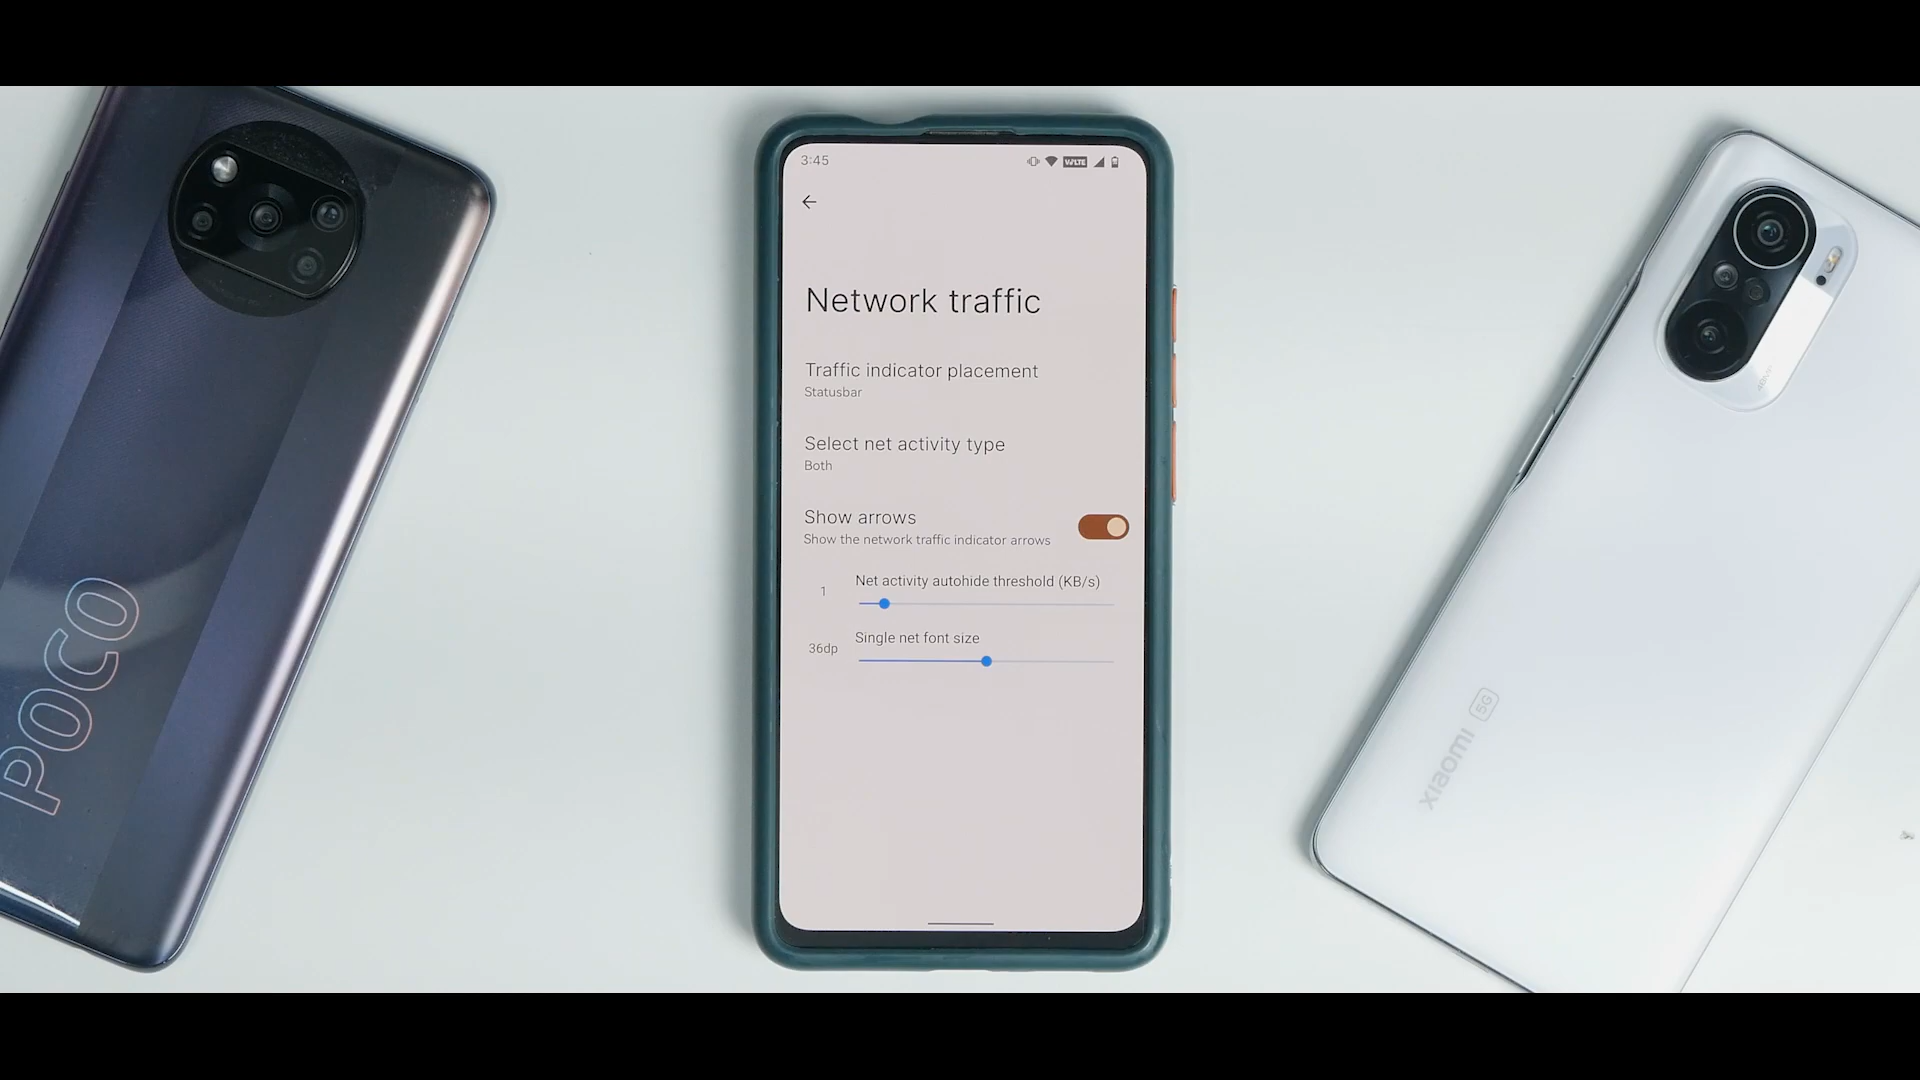 3:45
VoLTE
Network traffic
Traffic indicator placement
Statusbar
Select net activity type
Both
Show arrows
Show the network traffic indicator arrows
1
Net activity autohide threshold (KB/s)
36dp
Single net font size
POCO
xiaomi 5G